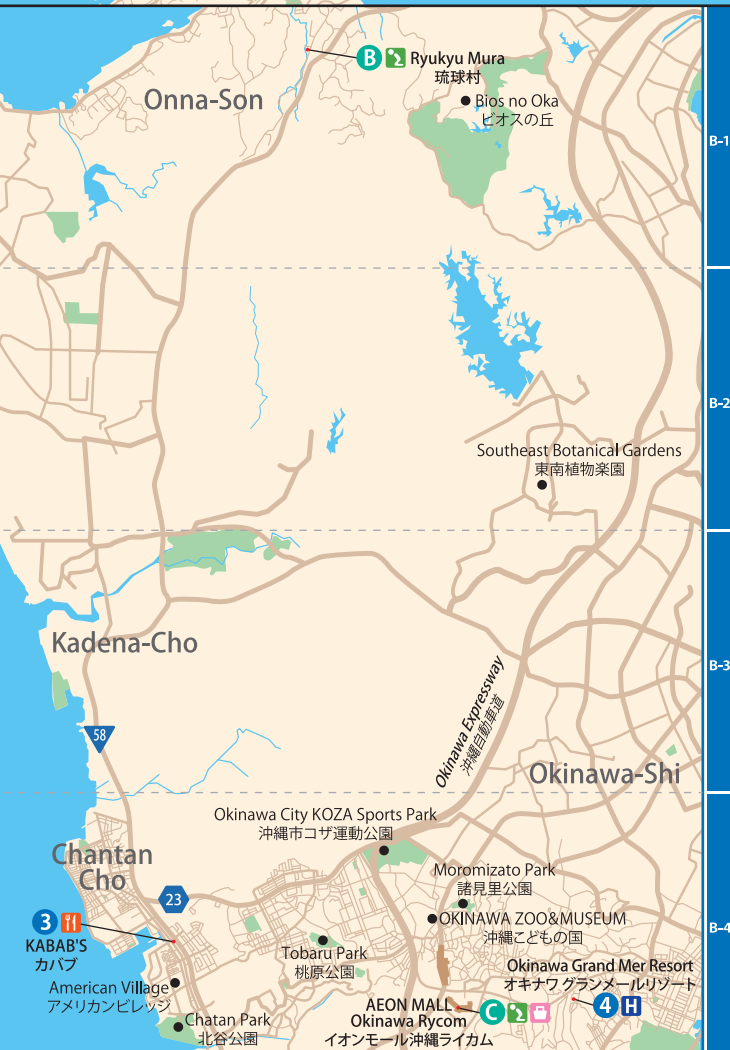 B Ryukyu Mura
琉球村
Onna-Son
Bios no Oka
ビオスの丘
B-1
B-2
Southeast Botanical Gardens
東南植物楽園
Kadena-Cho
B-3
Okinawa Expressway
沖縄自動車道
58
Okinawa-Shi
Okinawa City KOZA Sports Park
沖縄市コザ運動公園
Chantan
Cho
Moromizato Park
諸見里公園
23
3
KABAB'S
カバブ
OKINAWA ZOO&MUSEUM
沖縄こどもの国
B-4
Tobaru Park
桃原公園
Okinawa Grand Mer Resort
オキナワ グランメールリゾート
4 H
American Village
アメリカンビレッジ
AEON MALL
Okinawa Rycom
イオンモール沖縄ライカム
C
Chatan Park
北谷公園